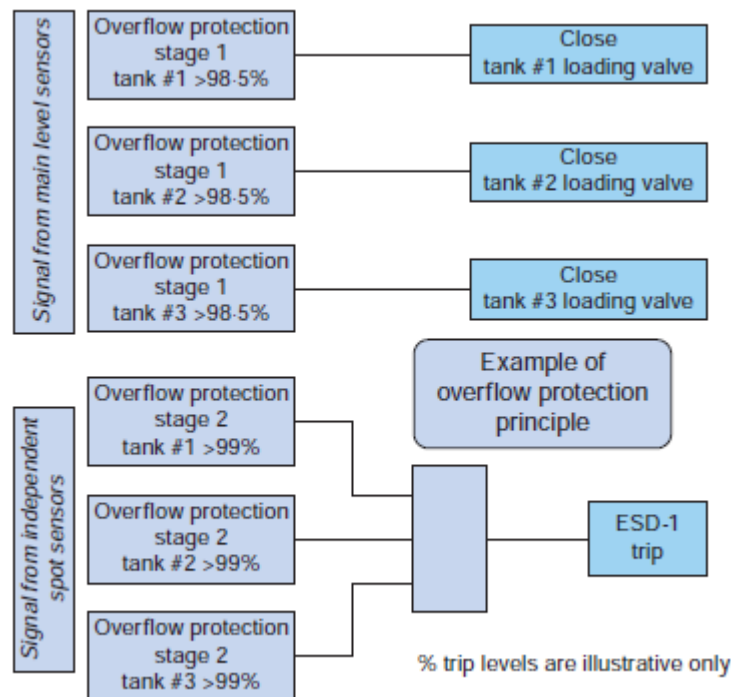 Signal from main level sensors
Overflow protection
stage 1
tank #1 >98·5%
Close
tank #1 loading valve
Overflow protection
stage 1
tank #2 >98·5%
Close
tank #2 loading valve
Overflow protection
stage 1
tank #3 >98·5%
Close
tank #3 loading valve
Example of
overflow protection
principle
Signal from independent
spot sensors
Overflow protection
stage 2
tank #1 >99%
Overflow protection
stage 2
tank #2 >99%
Overflow protection
stage 2
tank #3 >99%
ESD-1
trip
% trip levels are illustrative only